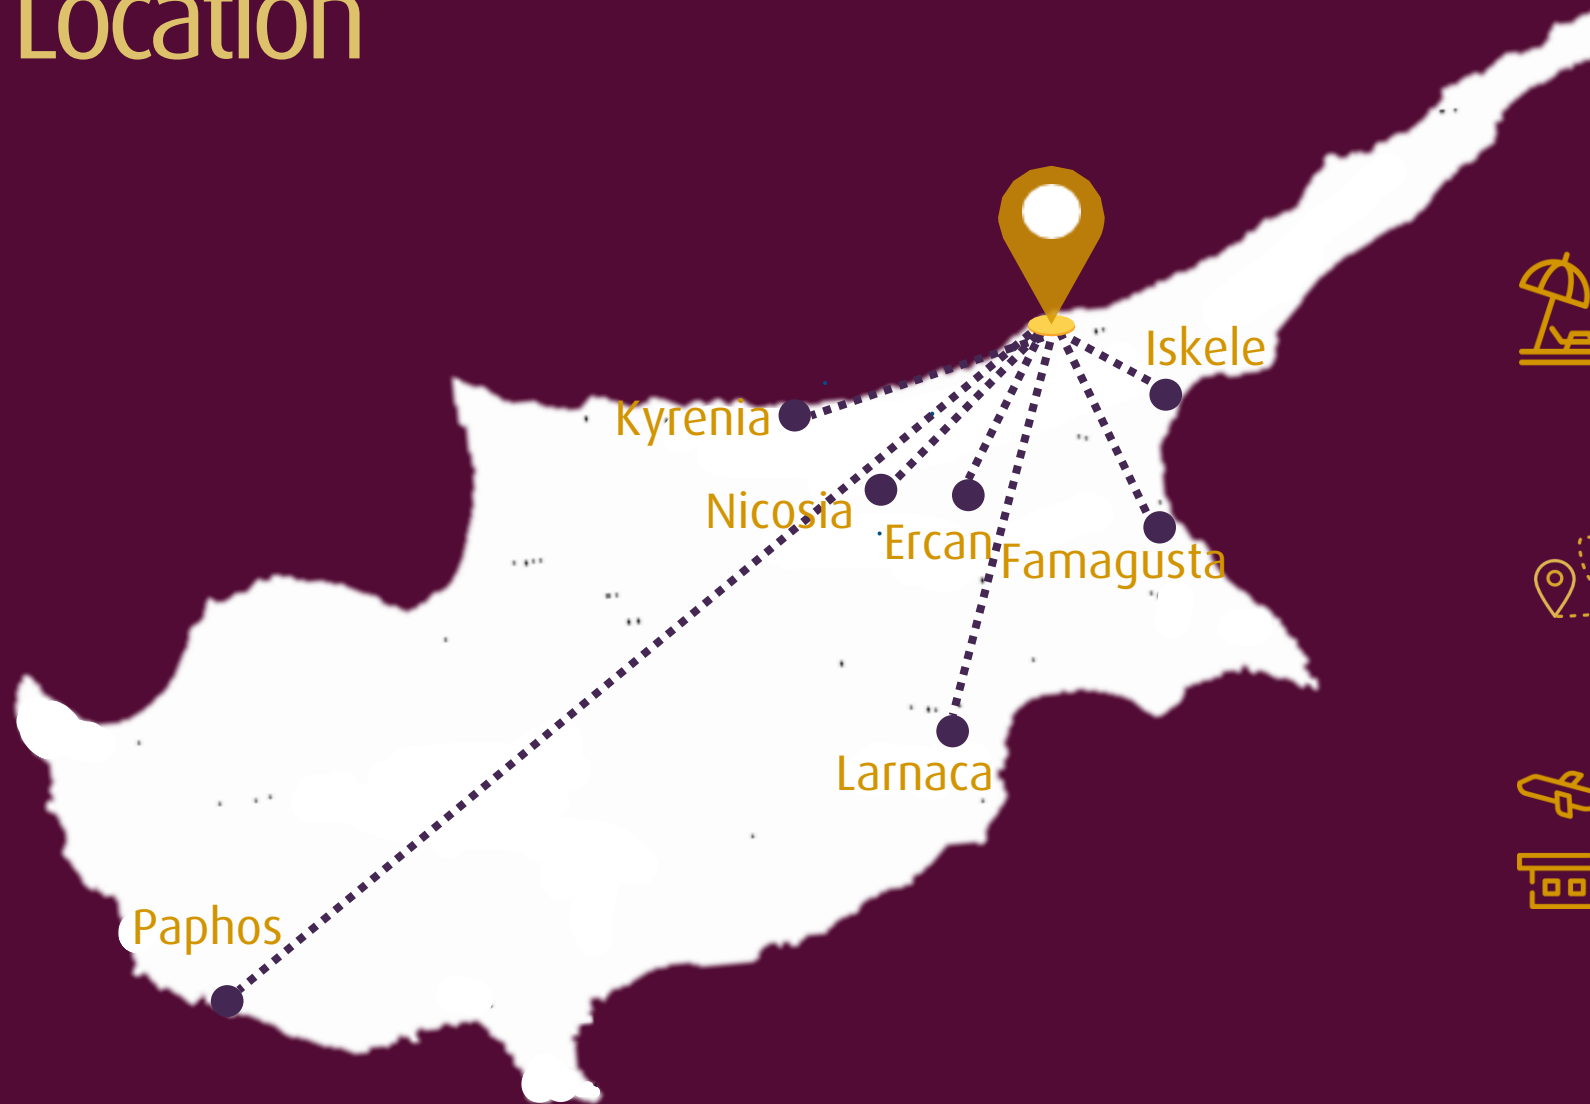 Location
Iskele
Kyrenia
Nicosia
Ercan
Famagusta
Larnaca
Paphos